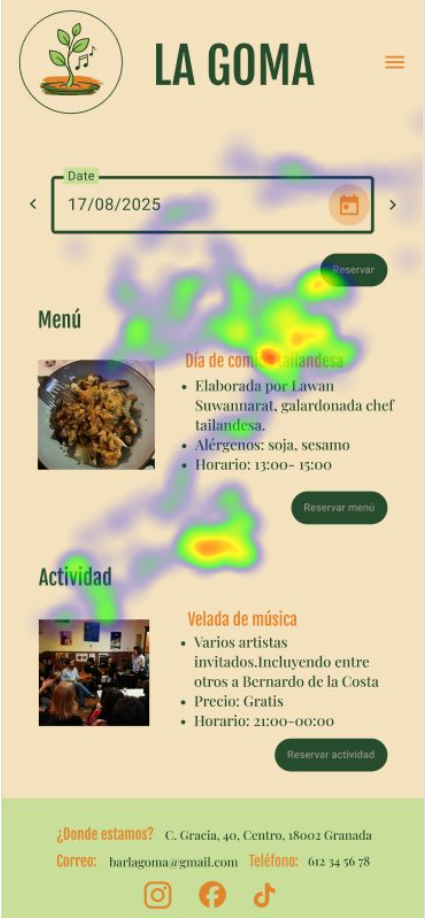 LA GOMA
Date
17/08/2025
Reservar
Menú
Día de comida tailandesa
• Elaborada por Lawan
Suwannarat, galardonada chef
tailandesa.
• Alérgenos: soja, sesamo
• Horario: 13:00- 15:00
Reservar menú
Actividad
Velada de música
• Varios artistas
invitados.Incluyendo entre
otros a Bernardo de la Costa
• Precio: Gratis
• Horario: 21:00-00:00
Reservar actividad
¿Donde estamos? C. Gracia, 40, Centro, 18002 Granada
Correo: barlagoma@gmail.com Teléfono: 612 34 56 78